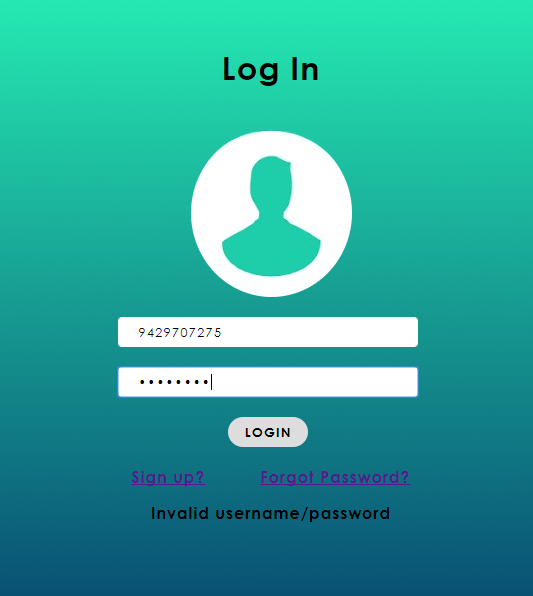 Log In
9429707275
••••••••
LOGIN
Sign up? Forgot Password?
Invalid username/password